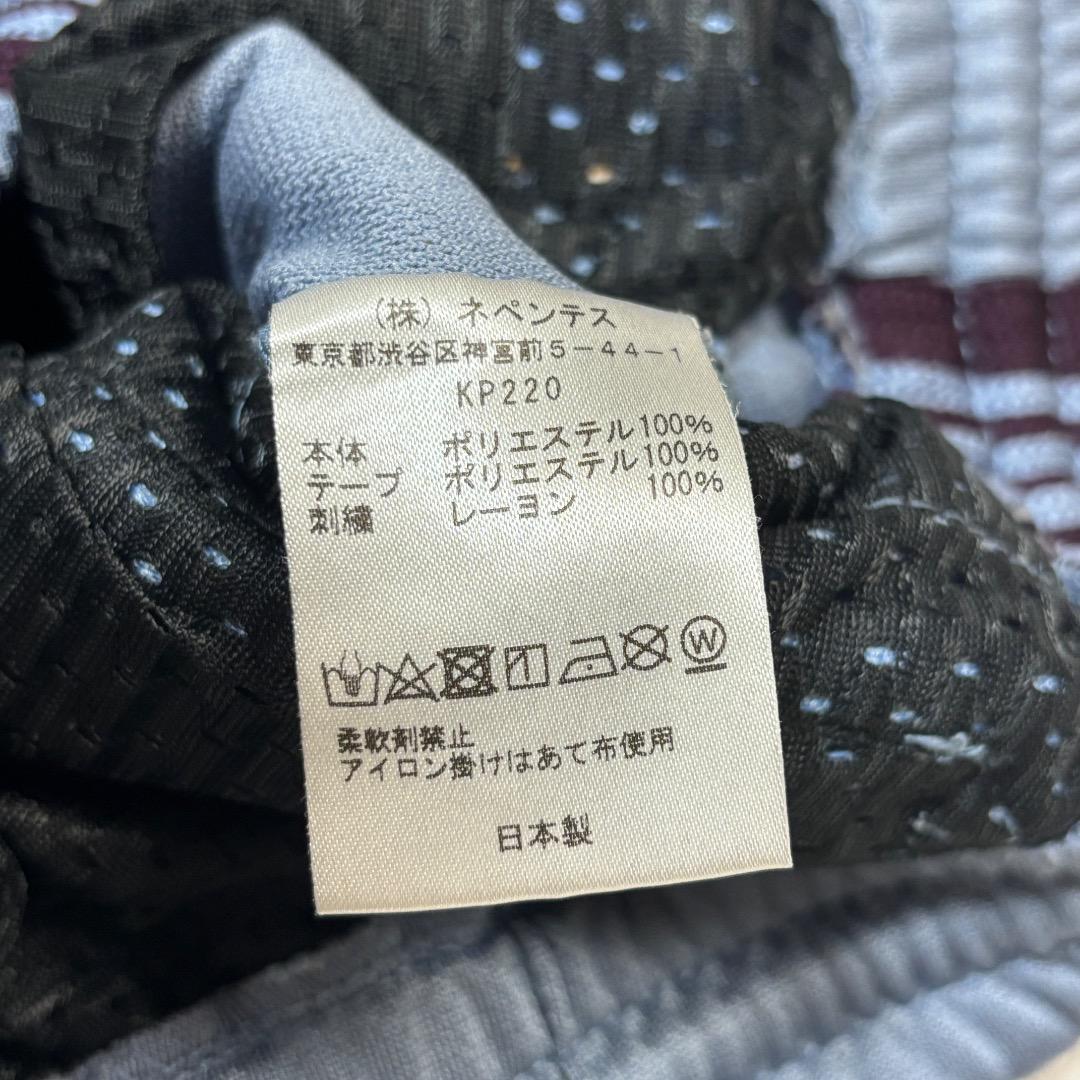 (株) ネペンテス
東京都渋谷区神宮前5-44-1
KP220
本体 ポリエステル100%
テープ ポリエステル100%
刺繍 レーヨン 100%
W
柔軟剤禁止
アイロン掛けはあて布使用
日本製